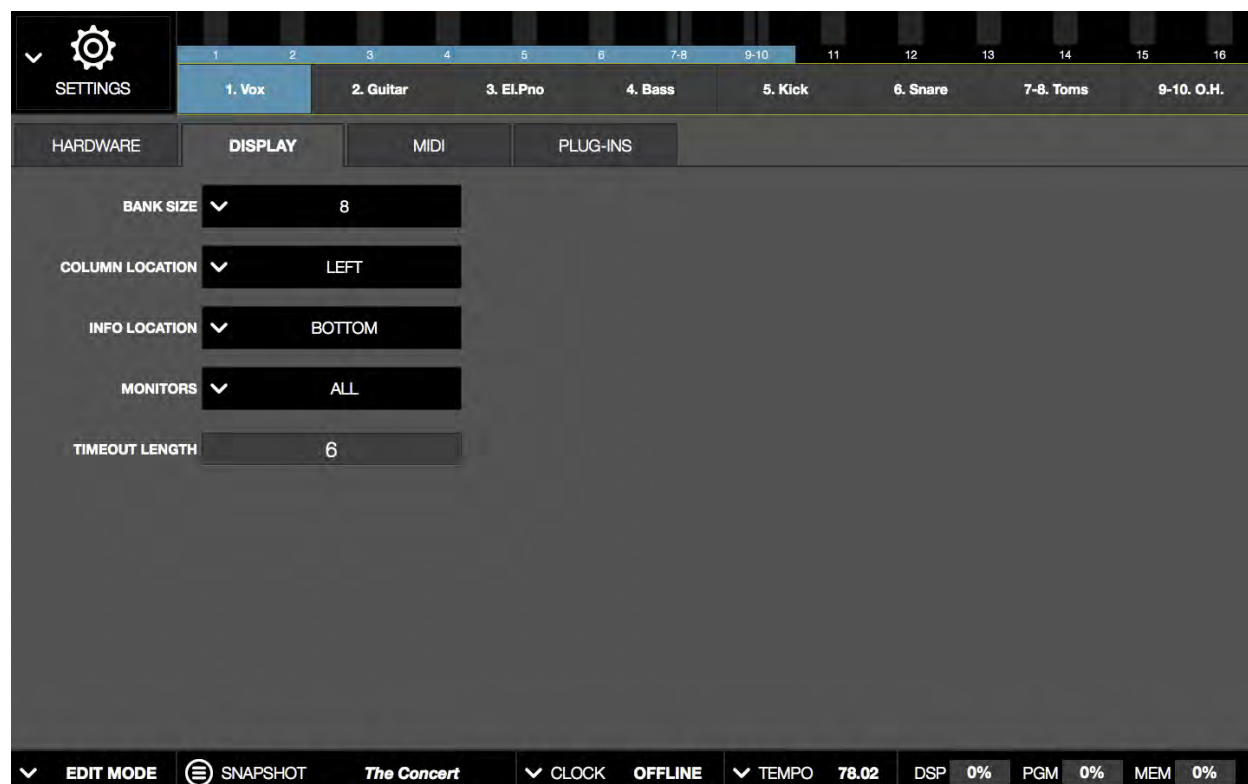 1 2 3 4 5 6 7-8 9-10 11 12 13 14 15 16
SETTINGS 1. Vox 2. Guitar 3. El.Pno 4. Bass 5. Kick 6. Snare 7-8. Toms 9-10. O.H.
HARDWARE DISPLAY MIDI PLUG-INS
BANK SIZE 8
COLUMN LOCATION LEFT
INFO LOCATION BOTTOM
MONITORS ALL
TIMEOUT LENGTH 6
EDIT MODE SNAPSHOT The Concert CLOCK OFFLINE TEMPO 78.02 DSP 0% PGM 0% MEM 0%